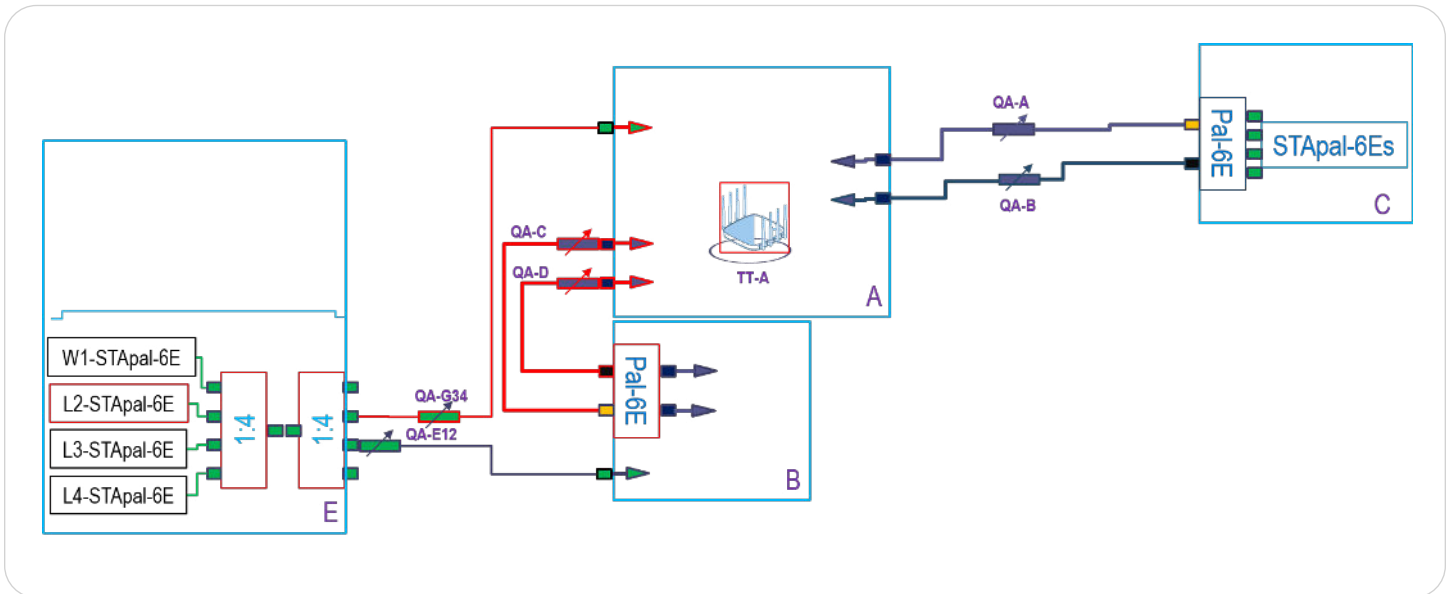 QA-A
Pal-6E
STApal-6Es
QA-B
C
QA-C
QA-D
TT-A
A
W1-STApal-6E
L2-STApal-6E
L3-STApal-6E
L4-STApal-6E
1:4
1:4
QA-G34
QA-E12
E
Pal-6E
B